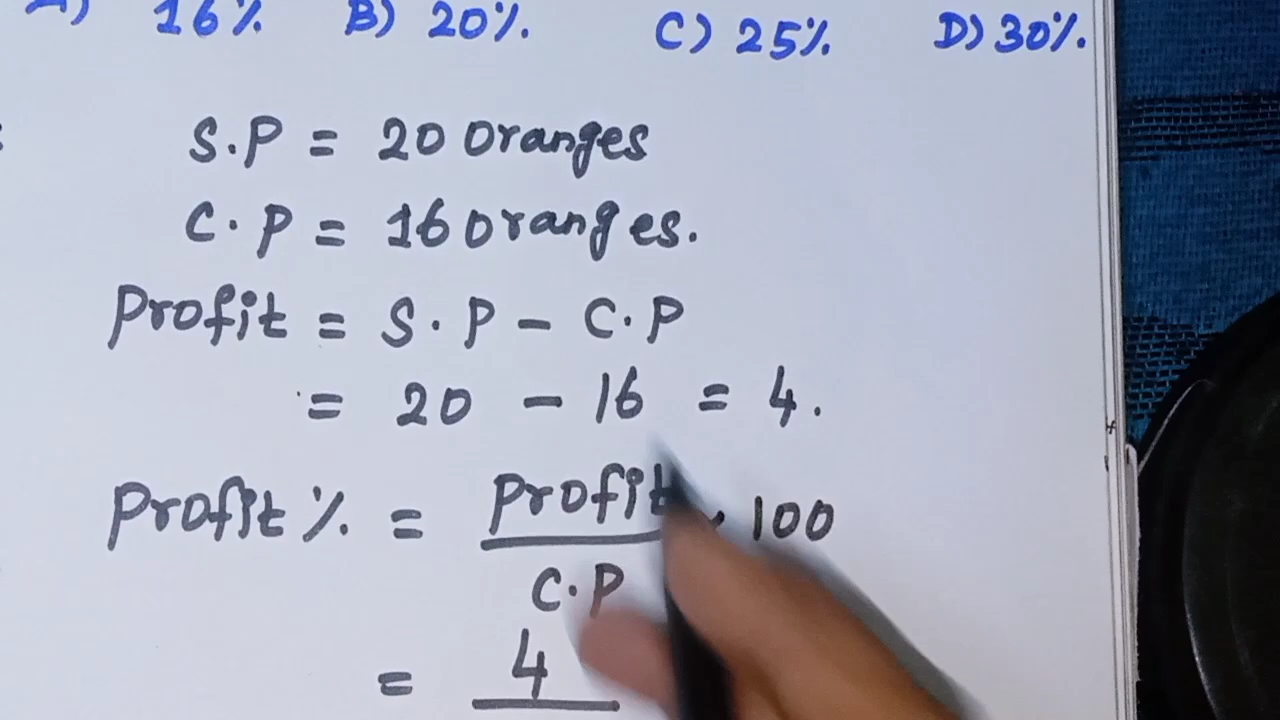 A) 16% B) 20%. C) 25%. D) 30%.
S.P = 20 Oranges
C.P = 16 Oranges.
Profit = S.P - C.P
= 20 - 16 = 4.
Profit % = Profit × 100
C.P
= 4